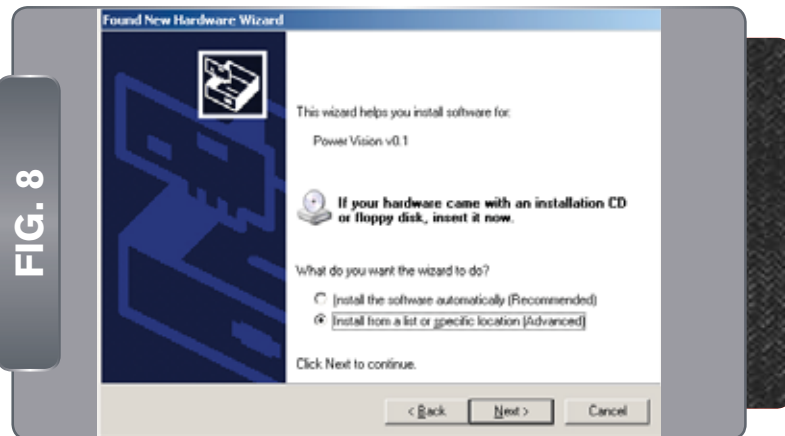 Found New Hardware Wizard
FIG. 8
This wizard helps you install software for:
Power Vision v0.1
If your hardware came with an installation CD
or floppy disk, insert it now.
What do you want the wizard to do?
Install the software automatically (Recommended)
Install from a list or specific location (Advanced)
Click Next to continue.
< Back
Next >
Cancel